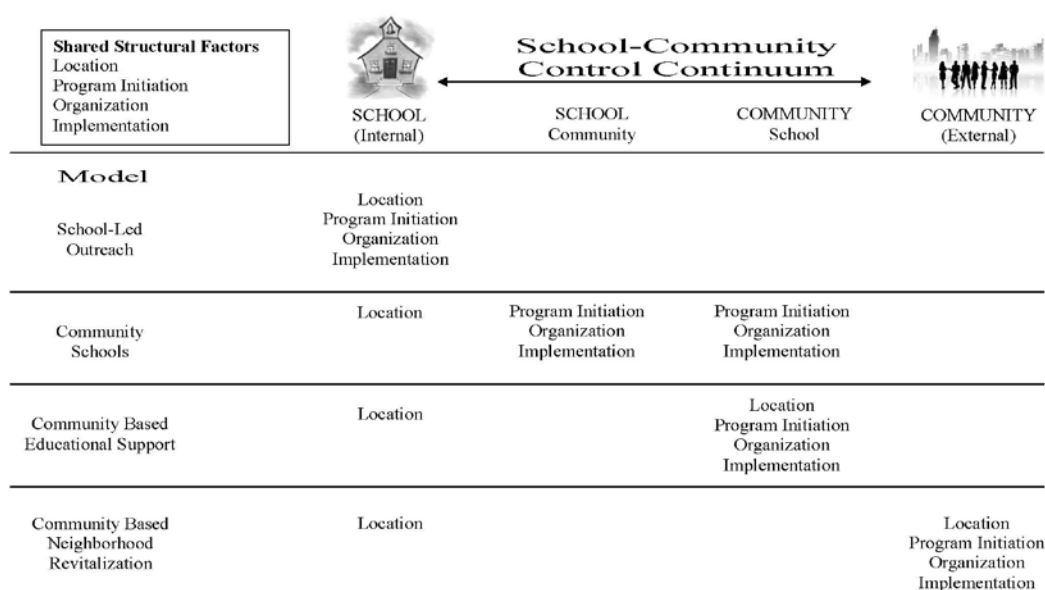 Shared Structural Factors
Location
Program Initiation
Organization
Implementation
School-Community
Control Continuum
SCHOOL
(Internal)
SCHOOL
Community
COMMUNITY
School
COMMUNITY
(External)
Model
School-Led
Outreach
Location
Program Initiation
Organization
Implementation
Community
Schools
Location
Program Initiation
Organization
Implementation
Program Initiation
Organization
Implementation
Community Based
Educational Support
Location
Location
Program Initiation
Organization
Implementation
Community Based
Neighborhood
Revitalization
Location
Location
Program Initiation
Organization
Implementation